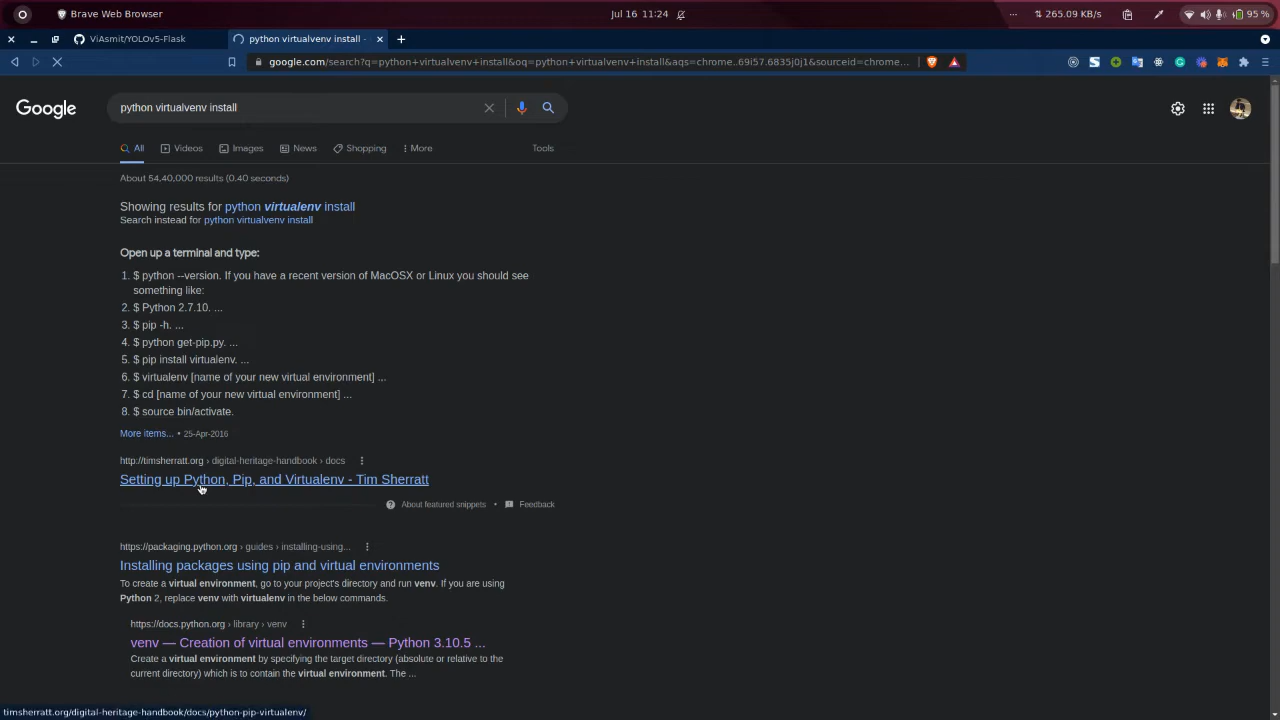 Brave Web Browser
Jul 16 11:24
265.09 KB/s
95 %
ViAsmit/YOLOv5-Flask
python virtualvenv install -
google.com/search?q=python+virtualvenv+install&oq=python+virtualvenv+install&aqs=chrome..69i57.6835j0j1&sourceid=chrome...
Google
python virtualvenv install
All
Videos
Images
News
Shopping
More
Tools
About 54,40,000 results (0.40 seconds)
Showing results for python virtualenv install
Search instead for python virtualvenv install
Open up a terminal and type:
1. $ python --version. If you have a recent version of MacOSX or Linux you should see
something like:
2. $ Python 2.7.10. ...
3. $ pip -h. ...
4. $ python get-pip.py. ...
5. $ pip install virtualenv. ...
6. $ virtualenv [name of your new virtual environment] ...
7. $ cd [name of your new virtual environment] ...
8. $ source bin/activate.
More items... • 25-Apr-2016
http://timsherratt.org › digital-heritage-handbook › docs
Setting up Python, Pip, and Virtualenv - Tim Sherratt
About featured snippets • Feedback
https://packaging.python.org › guides › installing-using...
Installing packages using pip and virtual environments
To create a virtual environment, go to your project's directory and run venv. If you are using
Python 2, replace venv with virtualenv in the below commands.
https://docs.python.org › library › venv
venv — Creation of virtual environments — Python 3.10.5 ...
Create a virtual environment by specifying the target directory (absolute or relative to the
current directory) which is to contain the virtual environment. The ...
timsherratt.org/digital-heritage-handbook/docs/python-pip-virtualenv/